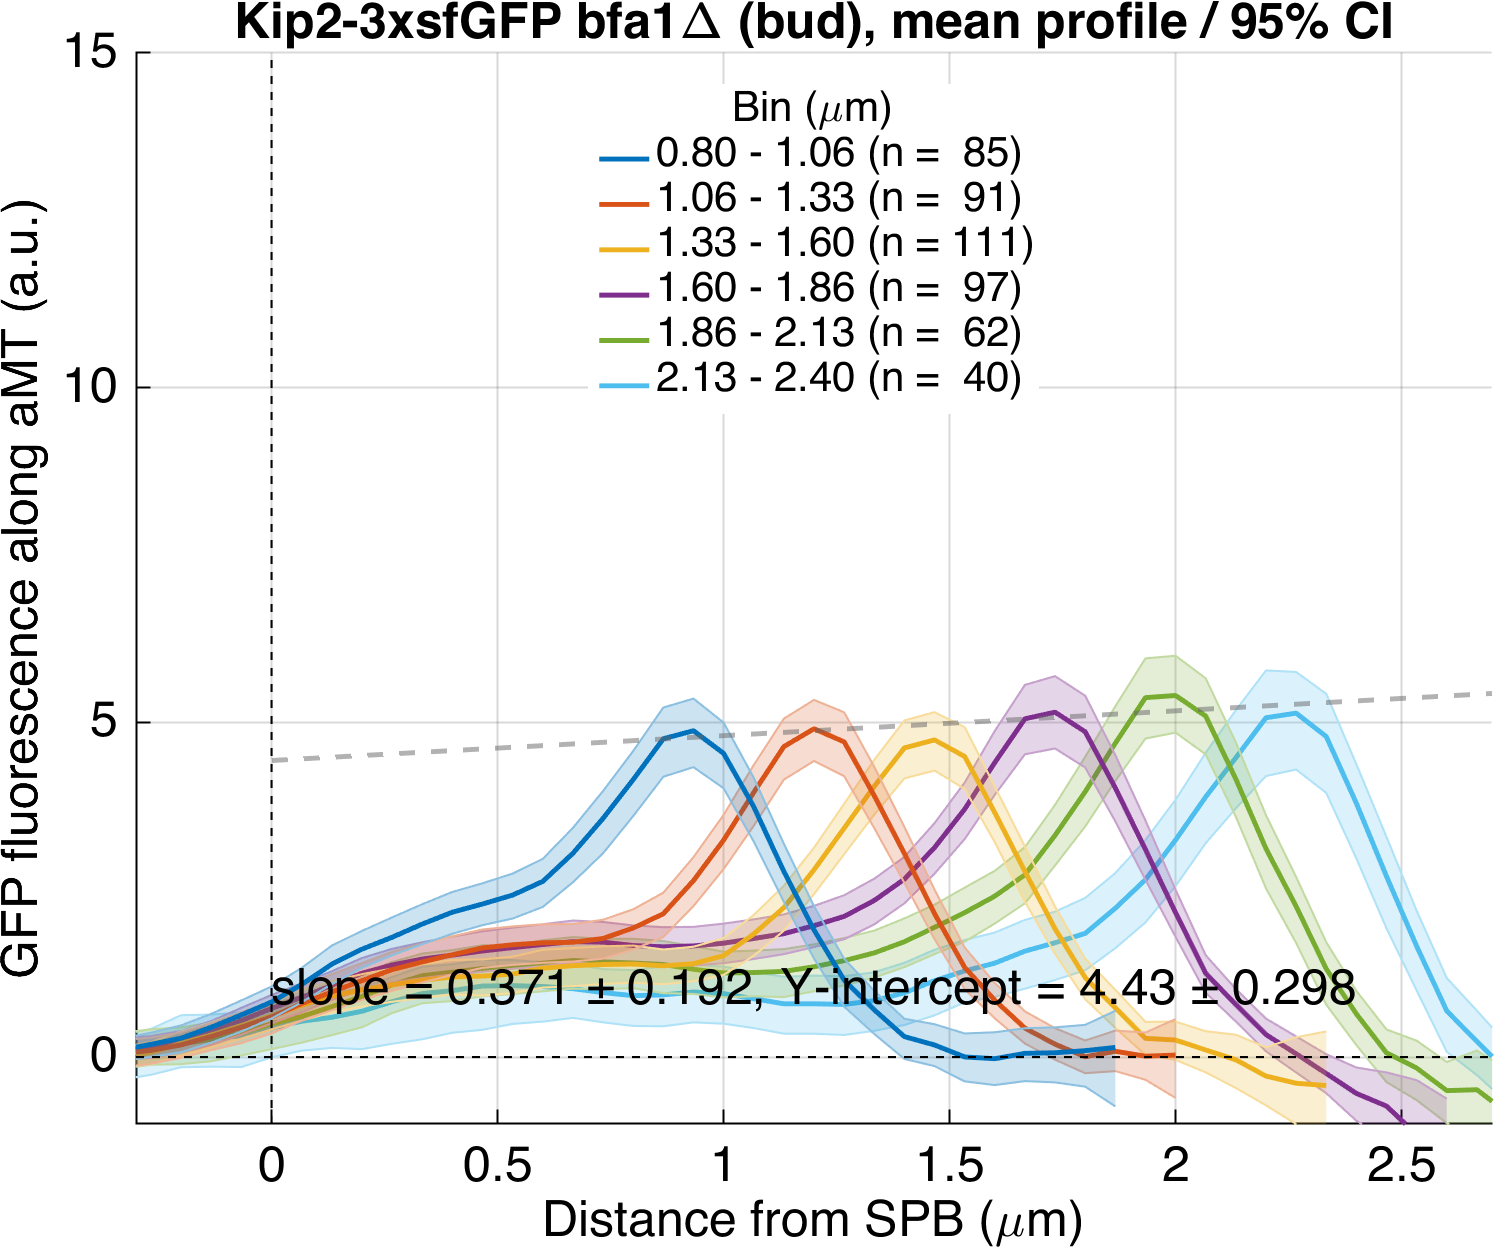 Kip2-3xsfGFP bfa1Δ (bud), mean profile / 95% CI
15
10
5
0
GFP fluorescence along aMT (a.u.)
Bin (μm)
0.80 - 1.06 (n = 85)
1.06 - 1.33 (n = 91)
1.33 - 1.60 (n = 111)
1.60 - 1.86 (n = 97)
1.86 - 2.13 (n = 62)
2.13 - 2.40 (n = 40)
slope = 0.371 ± 0.192, Y-intercept = 4.43 ± 0.298
0 0.5 1 1.5 2 2.5
Distance from SPB (μm)